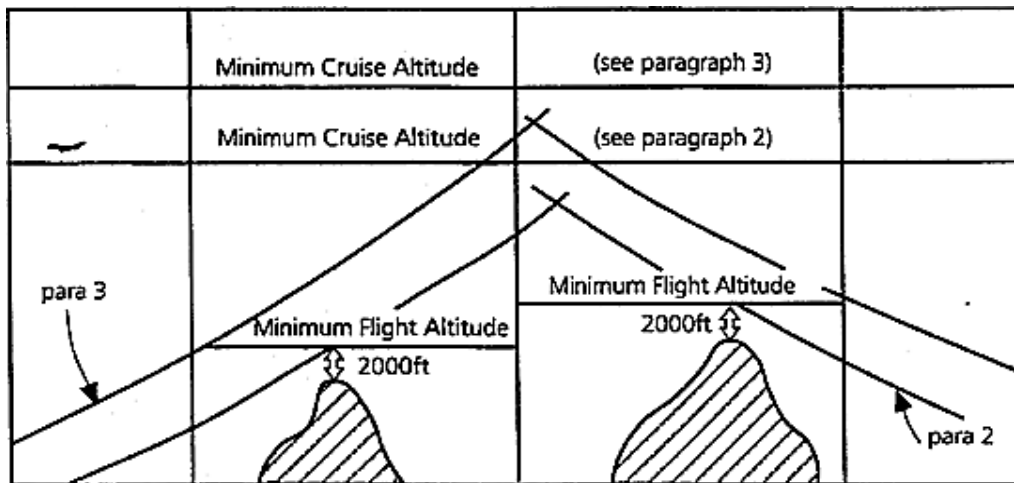 Minimum Cruise Altitude (see paragraph 3)
Minimum Cruise Altitude (see paragraph 2)
Minimum Flight Altitude
para 3
2000ft
Minimum Flight Altitude
2000ft
para 2